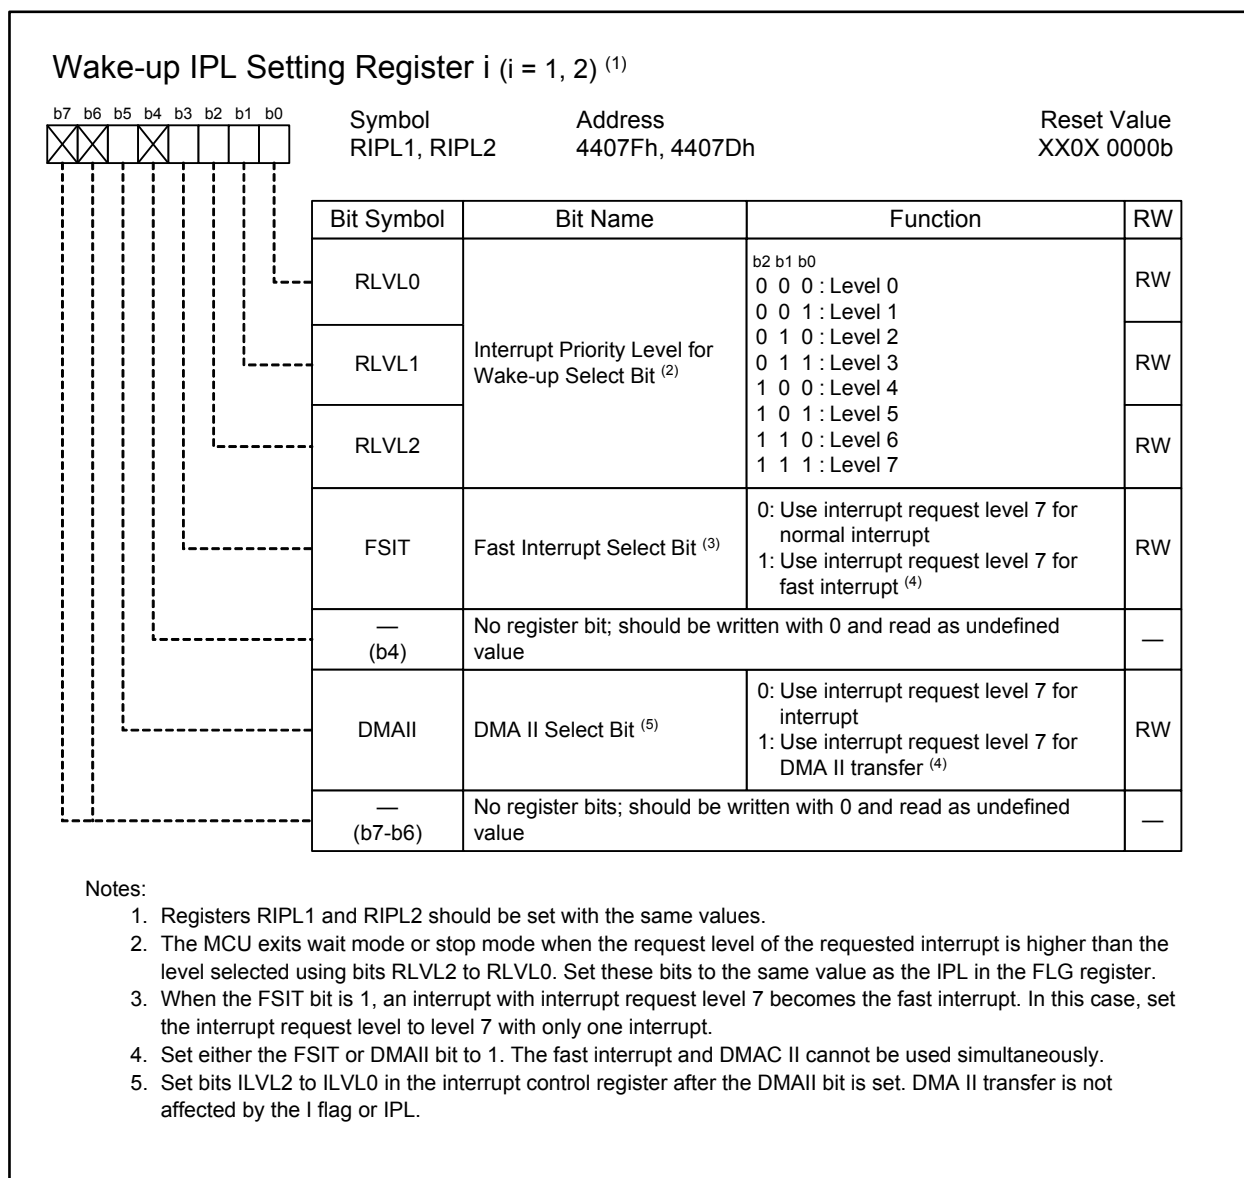 Wake-up IPL Setting Register i (i = 1, 2) (1)
b7 b6 b5 b4 b3 b2 b1 b0
Symbol Address Reset Value
RIPL1, RIPL2 4407Fh, 4407Dh XX0X 0000b
Bit Symbol Bit Name Function RW
RLVL0
RLVL1
RLVL2
Interrupt Priority Level for
Wake-up Select Bit (2)
b2 b1 b0
0 0 0 : Level 0
0 0 1 : Level 1
0 1 0 : Level 2
0 1 1 : Level 3
1 0 0 : Level 4
1 0 1 : Level 5
1 1 0 : Level 6
1 1 1 : Level 7
RW
RW
RW
FSIT
Fast Interrupt Select Bit (3)
0: Use interrupt request level 7 for
normal interrupt
1: Use interrupt request level 7 for
fast interrupt (4)
RW
—
(b4)
No register bit; should be written with 0 and read as undefined
value
—
DMAII
DMA II Select Bit (5)
0: Use interrupt request level 7 for
interrupt
1: Use interrupt request level 7 for
DMA II transfer (4)
RW
—
(b7-b6)
No register bits; should be written with 0 and read as undefined
value
—
Notes:
1. Registers RIPL1 and RIPL2 should be set with the same values.
2. The MCU exits wait mode or stop mode when the request level of the requested interrupt is higher than the
level selected using bits RLVL2 to RLVL0. Set these bits to the same value as the IPL in the FLG register.
3. When the FSIT bit is 1, an interrupt with interrupt request level 7 becomes the fast interrupt. In this case, set
the interrupt request level to level 7 with only one interrupt.
4. Set either the FSIT or DMAII bit to 1. The fast interrupt and DMAC II cannot be used simultaneously.
5. Set bits ILVL2 to ILVL0 in the interrupt control register after the DMAII bit is set. DMA II transfer is not
affected by the I flag or IPL.